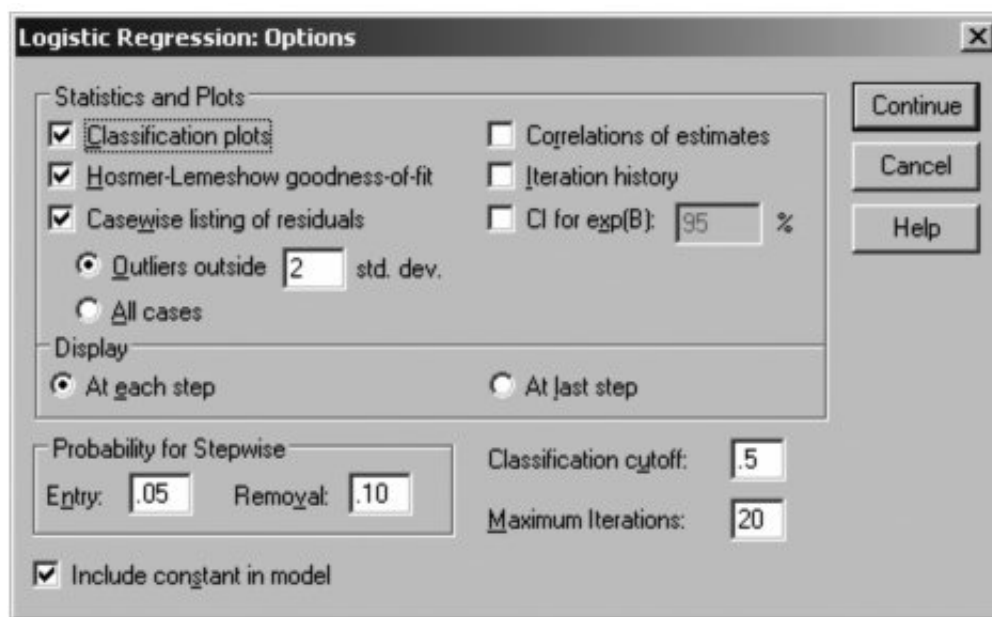 Logistic Regression: Options
Statistics and Plots
Classification plots
Correlations of estimates
Hosmer-Lemeshow goodness-of-fit
Iteration history
Casewise listing of residuals
CI for exp(B): 95 %
Outliers outside 2 std. dev.
All cases
Display
At each step
At last step
Probability for Stepwise
Entry: .05 Removal: .10
Classification cutoff: .5
Maximum Iterations: 20
Include constant in model
Continue
Cancel
Help